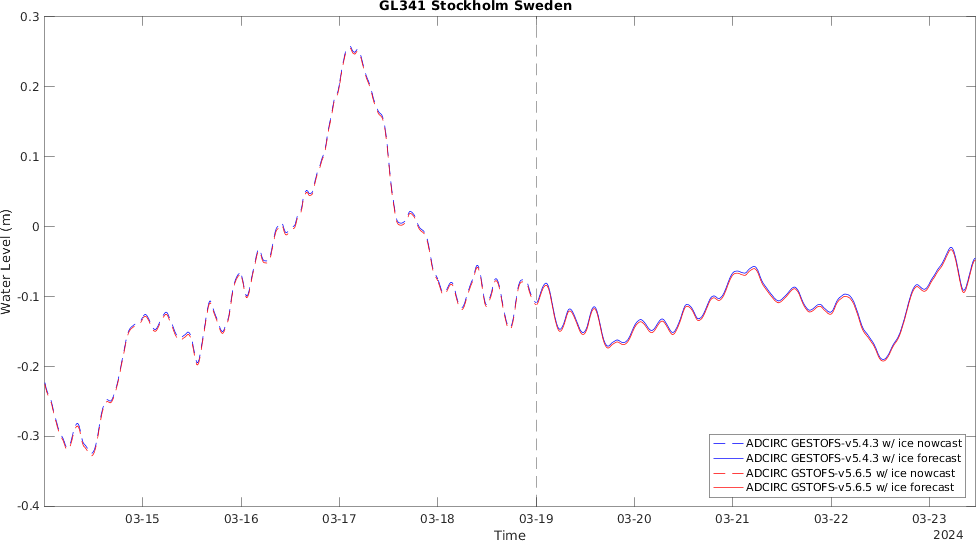 GL341 Stockholm Sweden
0.3
0.2
0.1
0
-0.1
-0.2
-0.3
-0.4
Water Level (m)
ADCIRC GESTOFS-v5.4.3 w/ ice nowcast
ADCIRC GESTOFS-v5.4.3 w/ ice forecast
ADCIRC GSTOFS-v5.6.5 w/ ice nowcast
ADCIRC GSTOFS-v5.6.5 w/ ice forecast
03-15 03-16 03-17 03-18 03-19 03-20 03-21 03-22 03-23
Time
2024